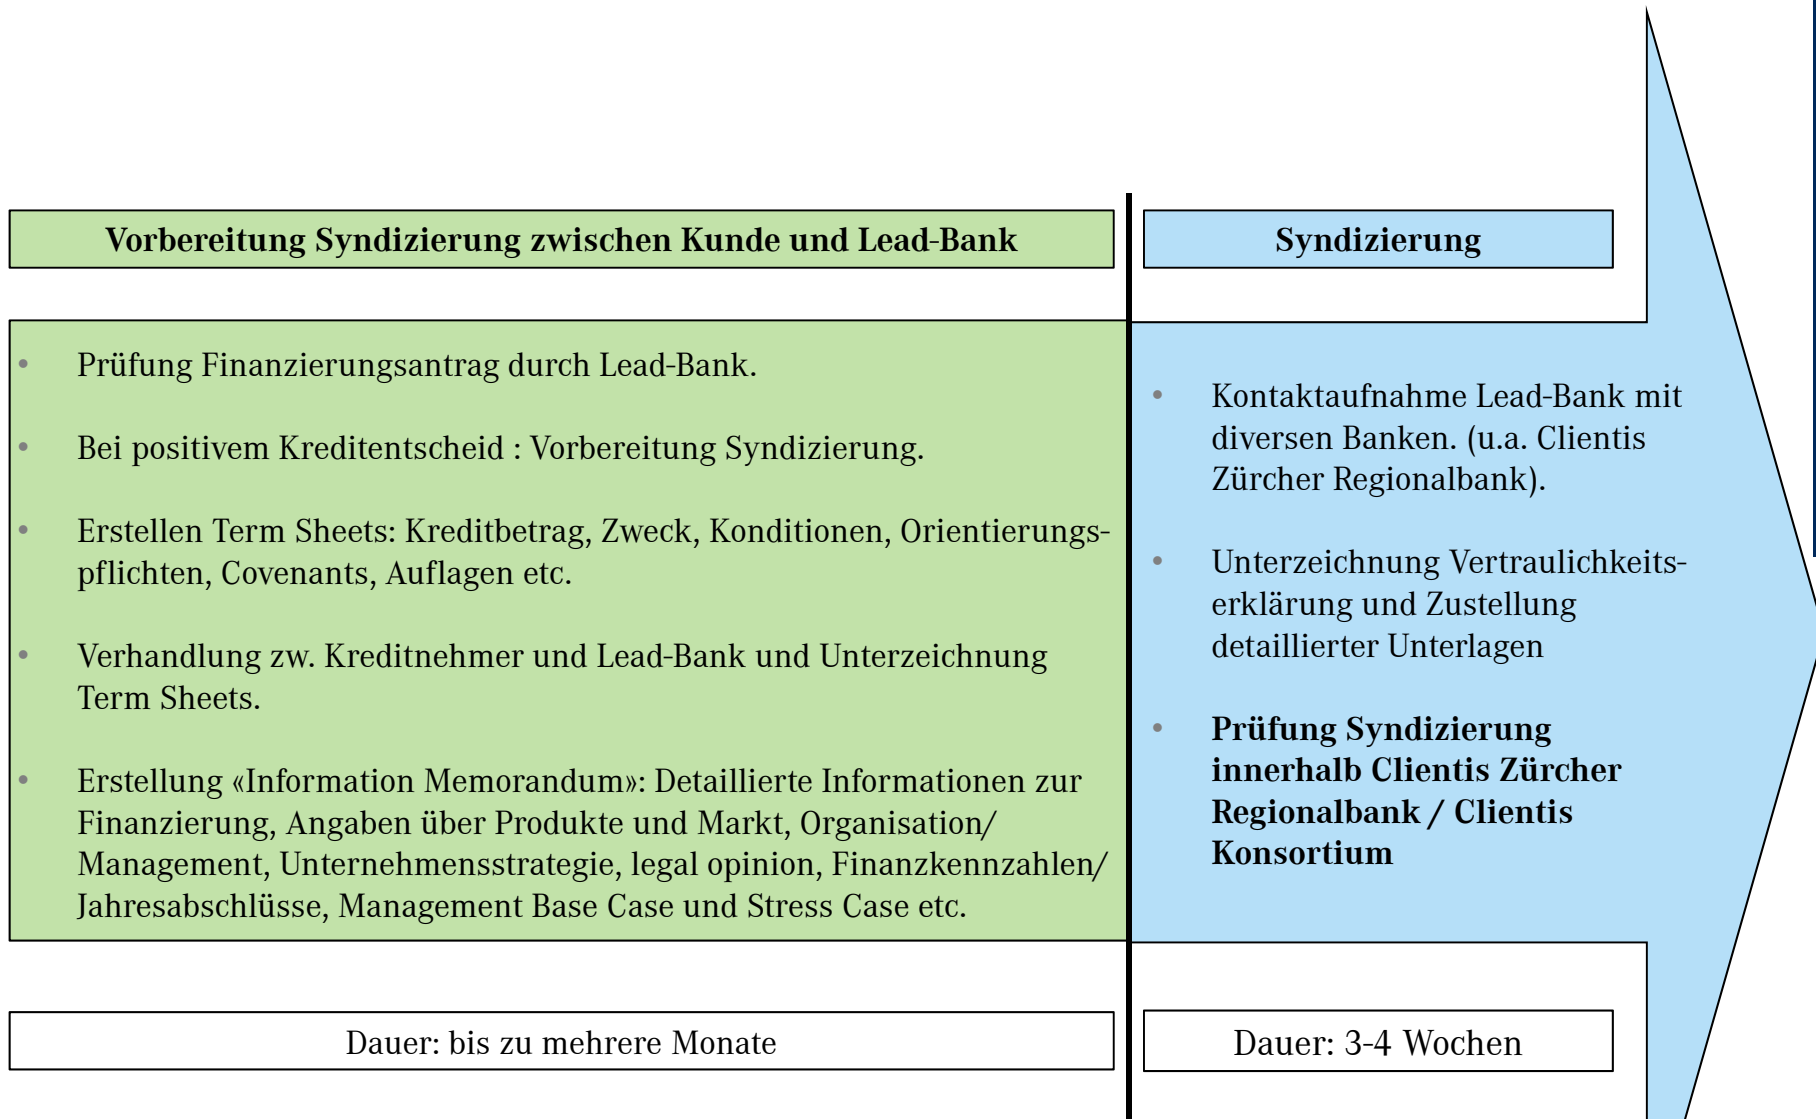 Vorbereitung Syndizierung zwischen Kunde und Lead-Bank
• Prüfung Finanzierungsantrag durch Lead-Bank.
• Bei positivem Kreditentscheid : Vorbereitung Syndizierung.
• Erstellen Term Sheets: Kreditbetrag, Zweck, Konditionen, Orientierungs-
pflichten, Covenants, Auflagen etc.
• Verhandlung zw. Kreditnehmer und Lead-Bank und Unterzeichnung
Term Sheets.
• Erstellung «Information Memorandum»: Detaillierte Informationen zur
Finanzierung, Angaben über Produkte und Markt, Organisation/
Management, Unternehmensstrategie, legal opinion, Finanzkennzahlen/
Jahresabschlüsse, Management Base Case und Stress Case etc.
Dauer: bis zu mehrere Monate
Syndizierung
• Kontaktaufnahme Lead-Bank mit
diversen Banken. (u.a. Clientis
Zürcher Regionalbank).
• Unterzeichnung Vertraulichkeits-
erklärung und Zustellung
detaillierter Unterlagen
• Prüfung Syndizierung
innerhalb Clientis Zürcher
Regionalbank / Clientis
Konsortium
Dauer: 3-4 Wochen